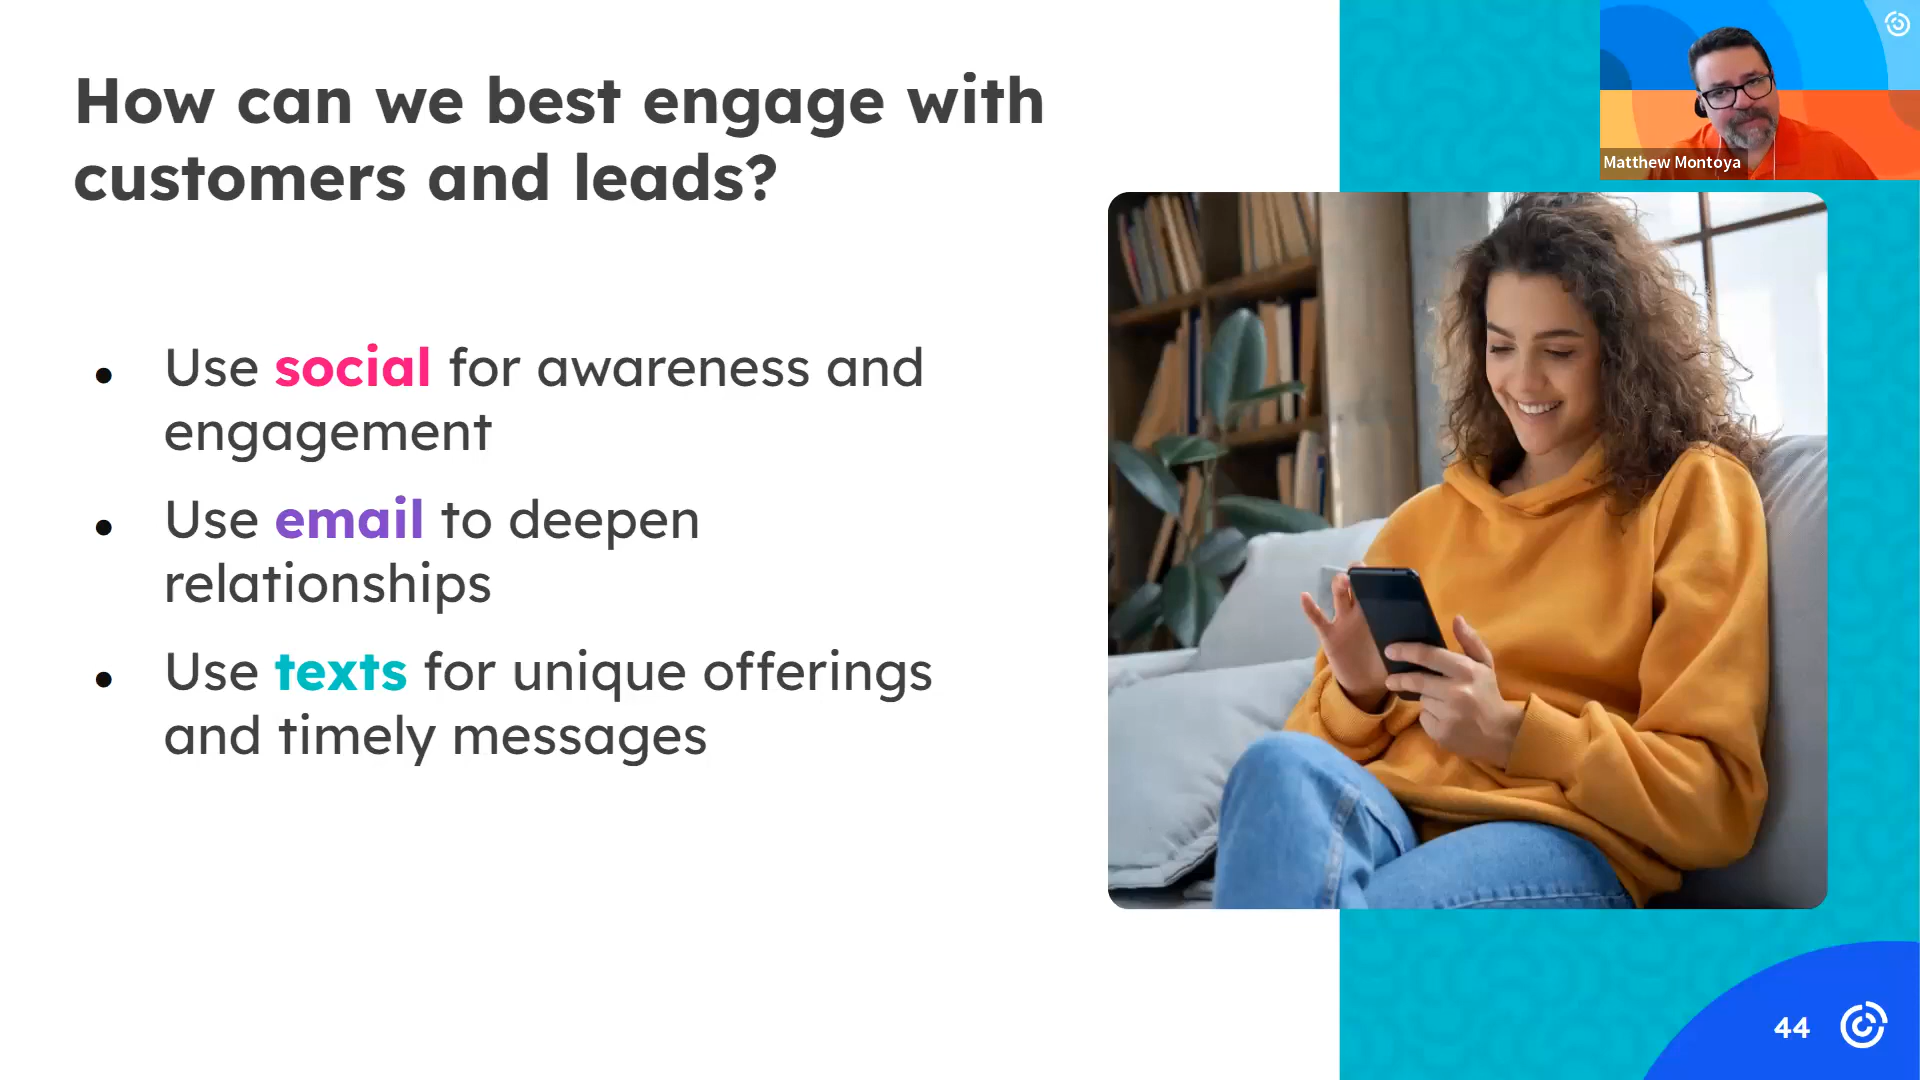 How can we best engage with
customers and leads?
Matthew Montoya
● Use social for awareness and
engagement
● Use email to deepen
relationships
● Use texts for unique offerings
and timely messages
44